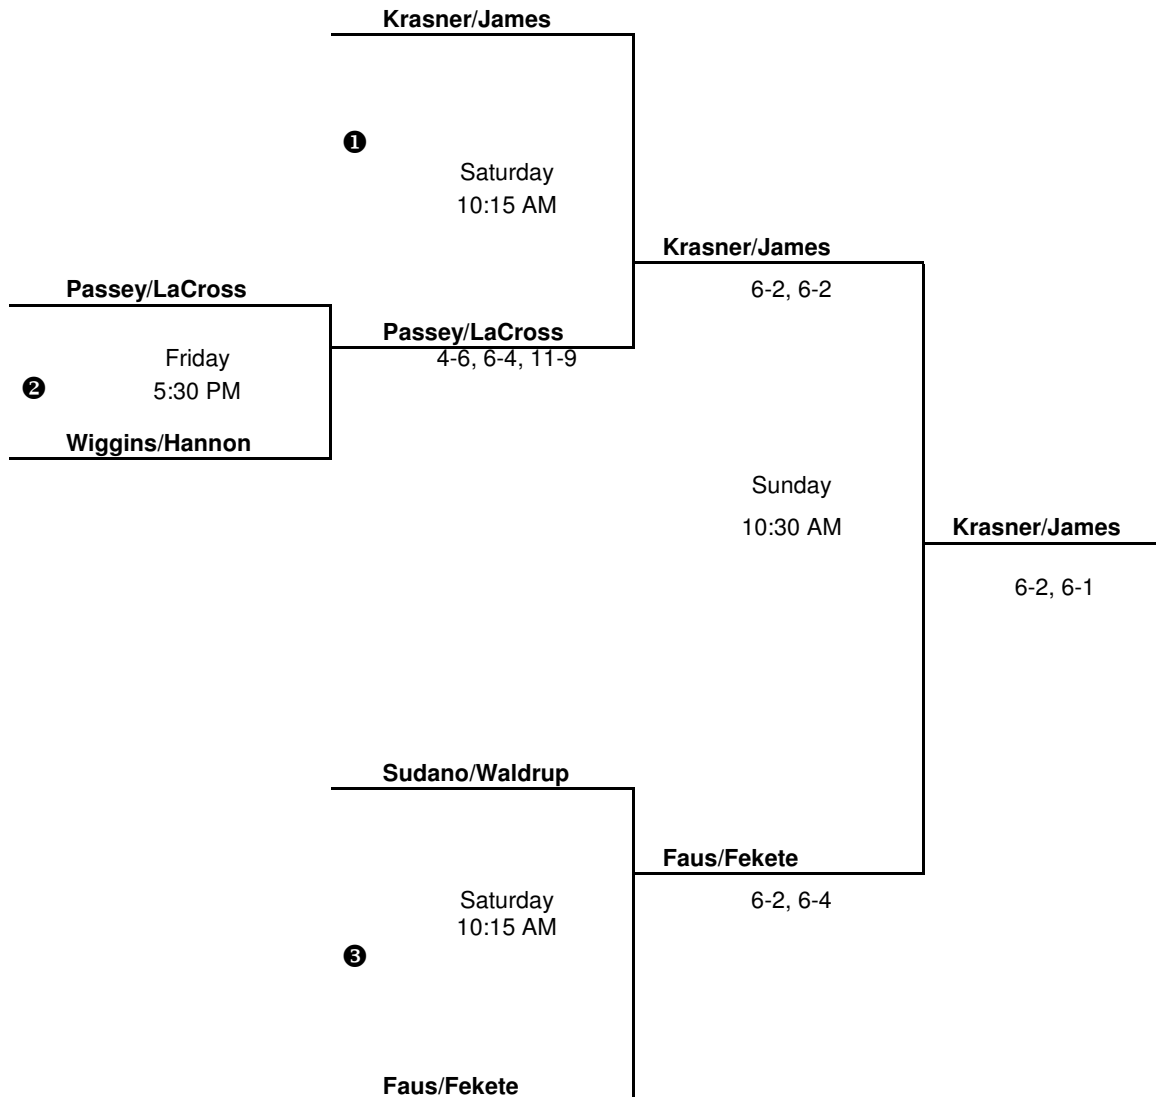 Krasner/James
❶
Saturday
10:15 AM
Krasner/James
6-2, 6-2
Passey/LaCross
Passey/LaCross
4-6, 6-4, 11-9
Friday
❷
5:30 PM
Wiggins/Hannon
Sunday
10:30 AM
Krasner/James
6-2, 6-1
Sudano/Waldrup
Faus/Fekete
6-2, 6-4
Saturday
10:15 AM
❸
Faus/Fekete